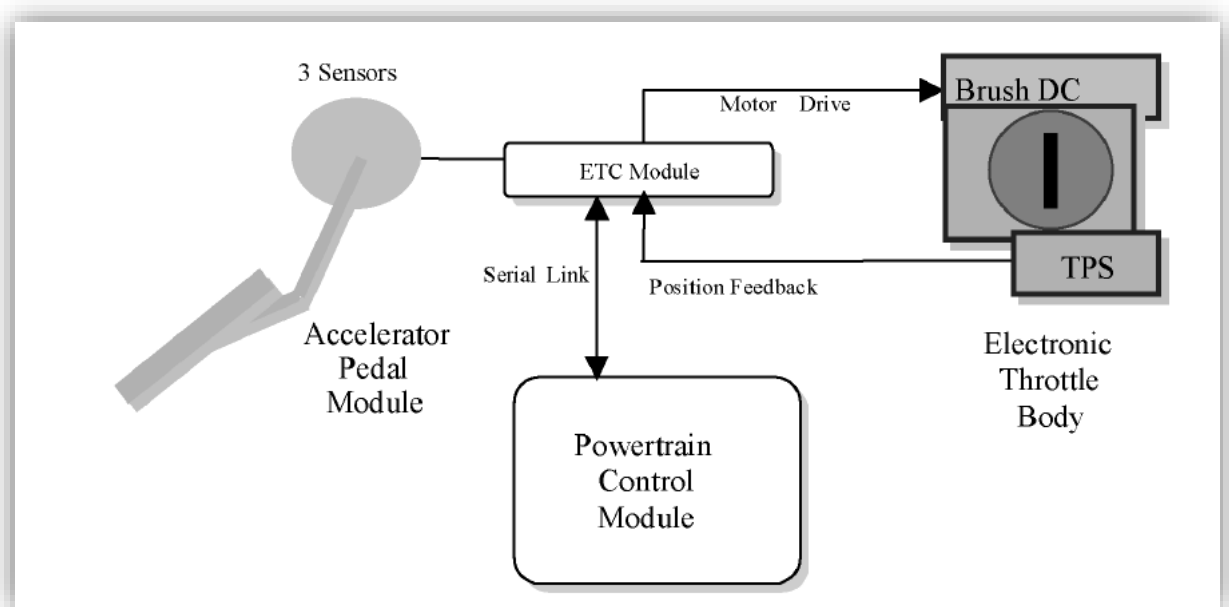 3 Sensors
Motor Drive
Brush DC
ETC Module
TPS
Serial Link
Position Feedback
Accelerator
Pedal
Module
Electronic
Throttle
Body
Powertrain
Control
Module